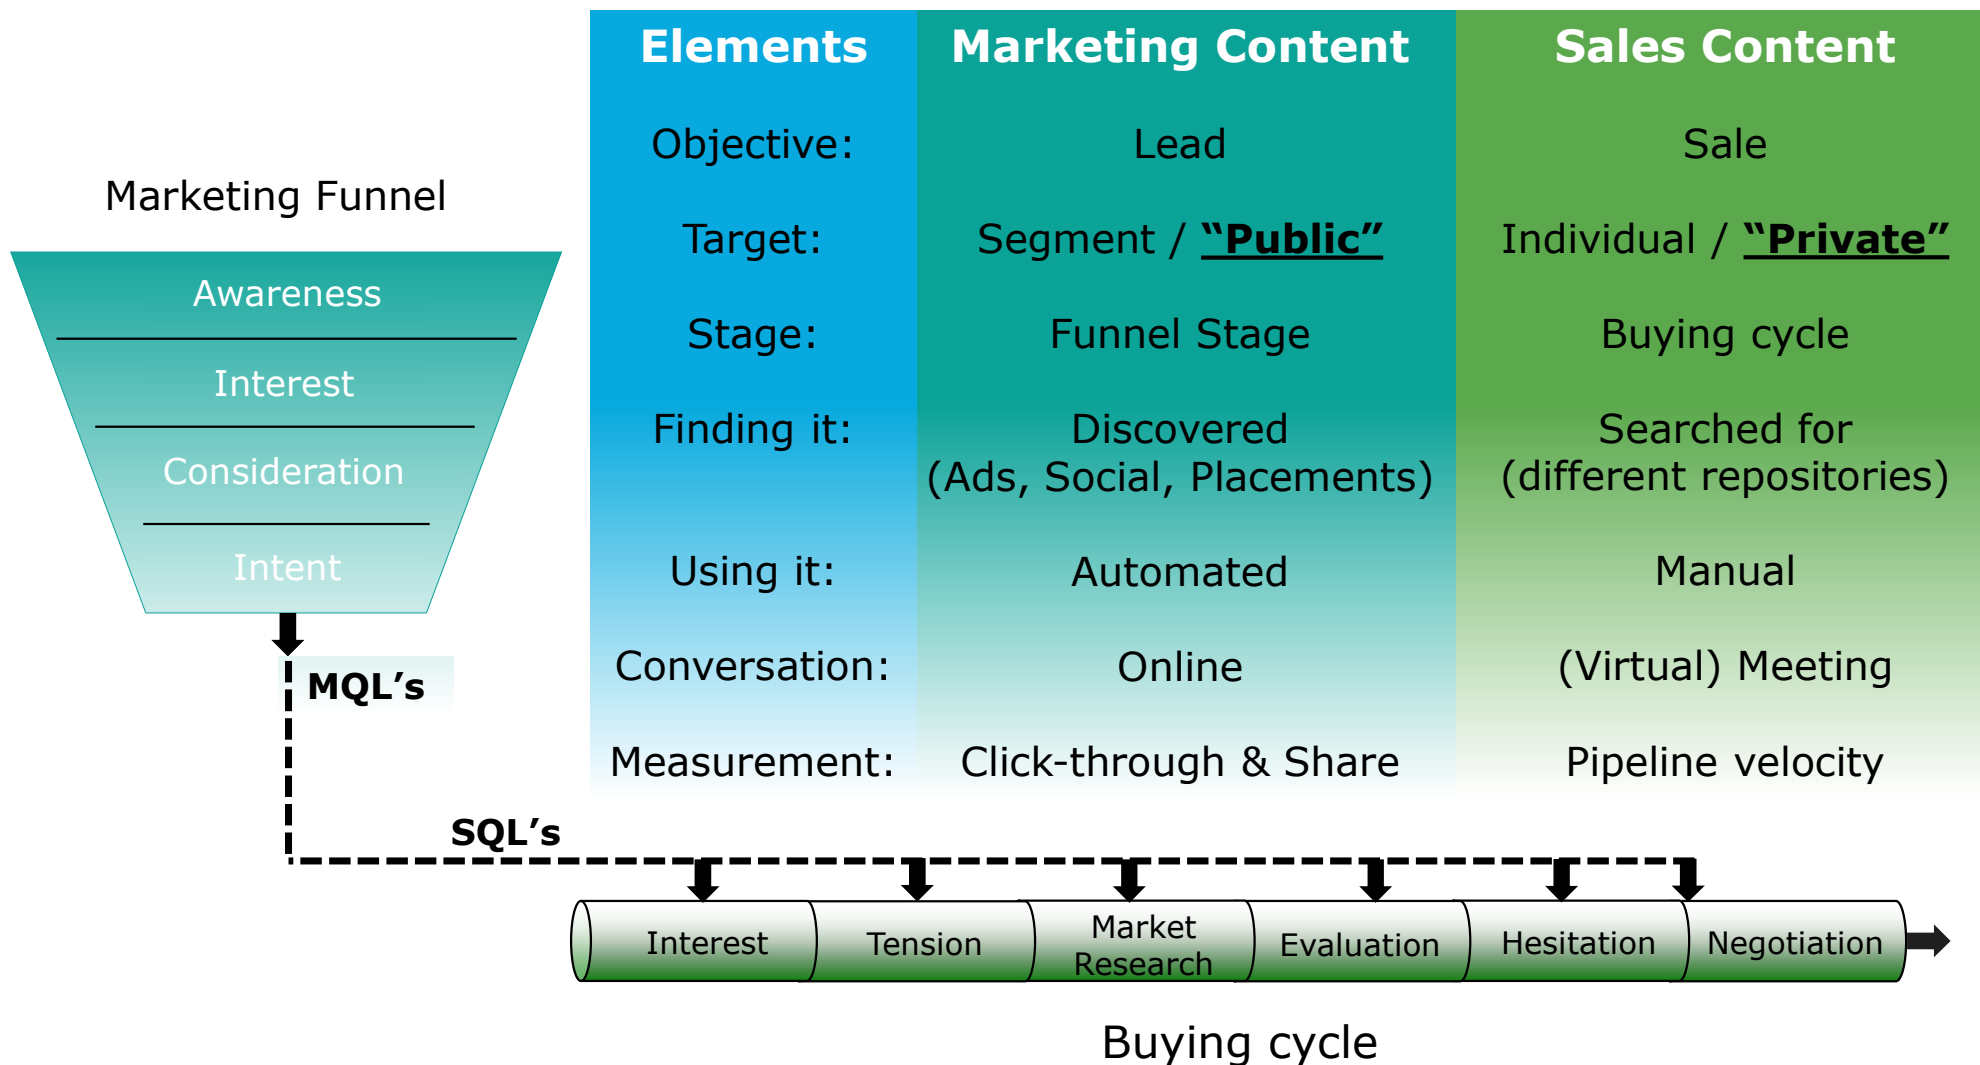 Elements Marketing Content Sales Content
Objective: Lead Sale
Marketing Funnel
Target: Segment / “Public” Individual / “Private”
Awareness
Stage: Funnel Stage Buying cycle
Interest
Finding it: Discovered Searched for
(Ads, Social, Placements) (different repositories)
Consideration
Intent
Using it: Automated Manual
Conversation: Online (Virtual) Meeting
MQL’s
Measurement: Click-through & Share Pipeline velocity
SQL’s
Interest Tension Market Research Evaluation Hesitation Negotiation
Buying cycle